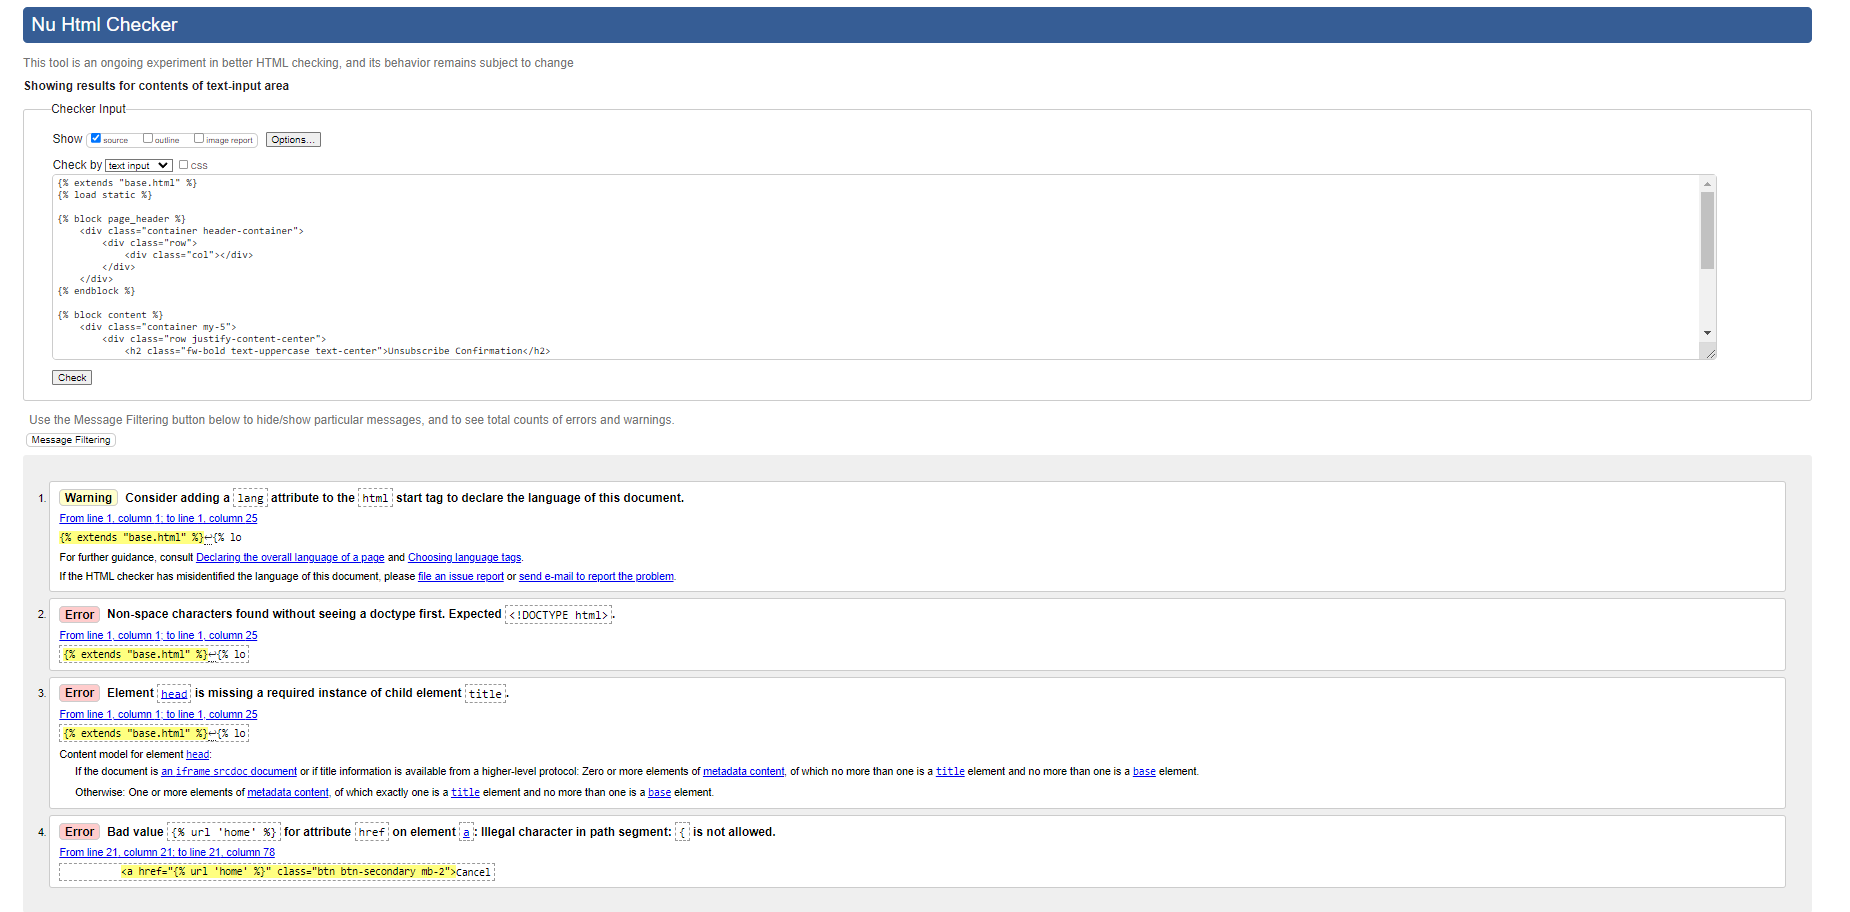 Nu Html Checker
This tool is an ongoing experiment in better HTML checking, and its behavior remains subject to change
Showing results for contents of text-input area
Checker Input
Show source outline image report Options...
Check by text input css
{% extends "base.html" %}
{% load static %}
{% block page_header %}
<div class="container header-container">
<div class="row">
<div class="col"></div>
</div>
</div>
{% endblock %}
{% block content %}
<div class="container my-5">
<div class="row justify-content-center">
<h2 class="fw-bold text-uppercase text-center">Unsubscribe Confirmation</h2>
Check
Use the Message Filtering button below to hide/show particular messages, and to see total counts of errors and warnings.
Message Filtering
1. Warning Consider adding a lang attribute to the html start tag to declare the language of this document.
From line 1, column 1; to line 1, column 25
{% extends "base.html" %}↩{% lo
For further guidance, consult Declaring the overall language of a page and Choosing language tags.
If the HTML checker has misidentified the language of this document, please file an issue report or send e-mail to report the problem.
2. Error Non-space characters found without seeing a doctype first. Expected <!DOCTYPE html>.
From line 1, column 1; to line 1, column 25
{% extends "base.html" %}↩{% lo
3. Error Element head is missing a required instance of child element title.
From line 1, column 1; to line 1, column 25
{% extends "base.html" %}↩{% lo
Content model for element head:
If the document is an iframe srcdoc document or if title information is available from a higher-level protocol: Zero or more elements of metadata content, of which no more than one is a title element and no more than one is a base element.
Otherwise: One or more elements of metadata content, of which exactly one is a title element and no more than one is a base element.
4. Error Bad value {% url 'home' %} for attribute href on element a: Illegal character in path segment: { is not allowed.
From line 21, column 21; to line 21, column 78
<a href="{% url 'home' %}" class="btn btn-secondary mb-2">Cancel